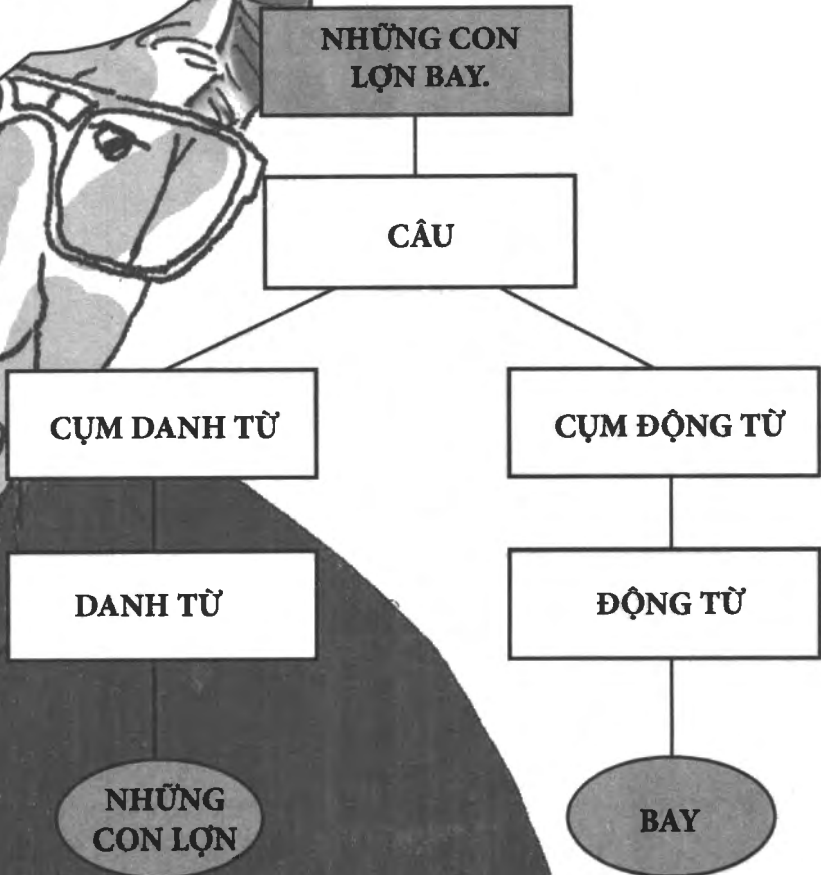 NHỮNG CON
LỢN BAY.
CÂU
CỤM DANH TỪ
CỤM ĐỘNG TỪ
DANH TỪ
ĐỘNG TỪ
NHỮNG
CON LỢN
BAY